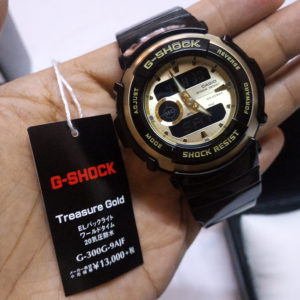 G-SHOCK
ADJUST
REVERSE
MODE
FORWARD
CASIO
SHOCK RESIST
G-SHOCK
Treasure Gold
ELバックライト
ワールドタイム
20気圧防水
G-300G-9AJF
¥13,000+税